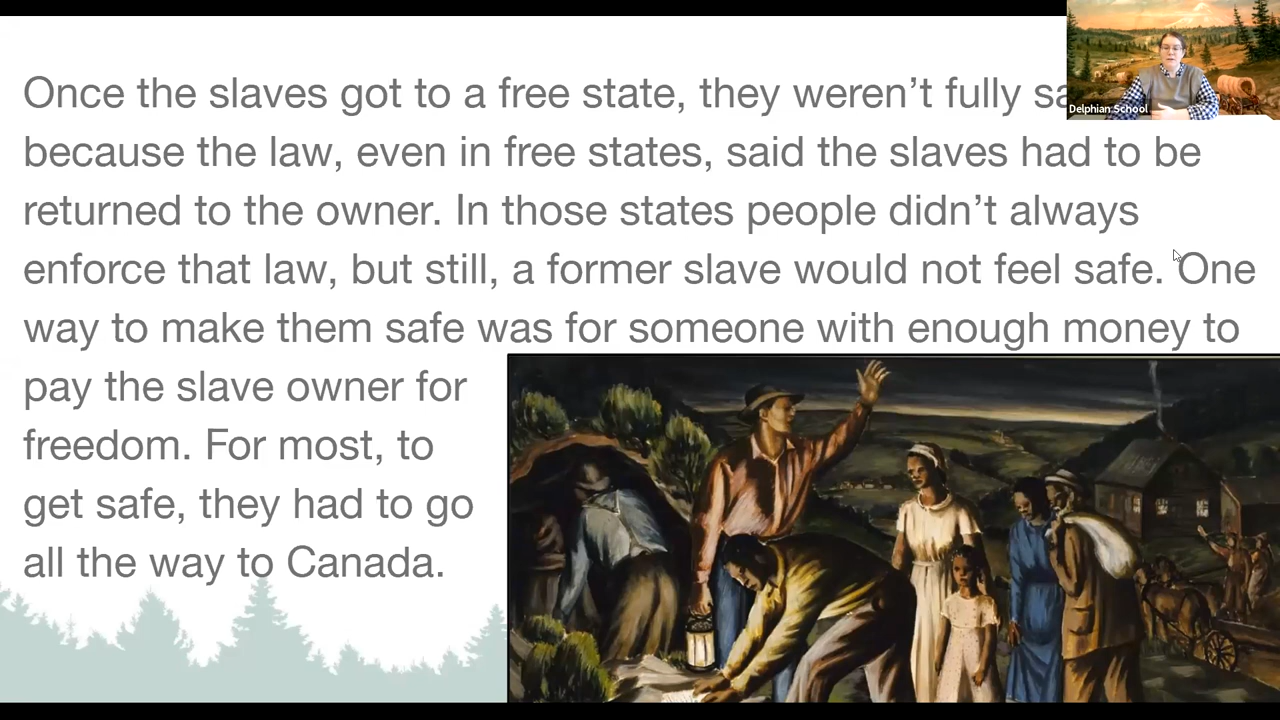 Once the slaves got to a free state, they weren't fully
because the law, even in free states, said the slaves had to be
returned to the owner. In those states people didn't always
enforce that law, but still, a former slave would not feel safe. One
way to make them safe was for someone with enough money to
pay the slave owner for
freedom. For most, to
get safe, they had to go
all the way to Canada.
Delphian School